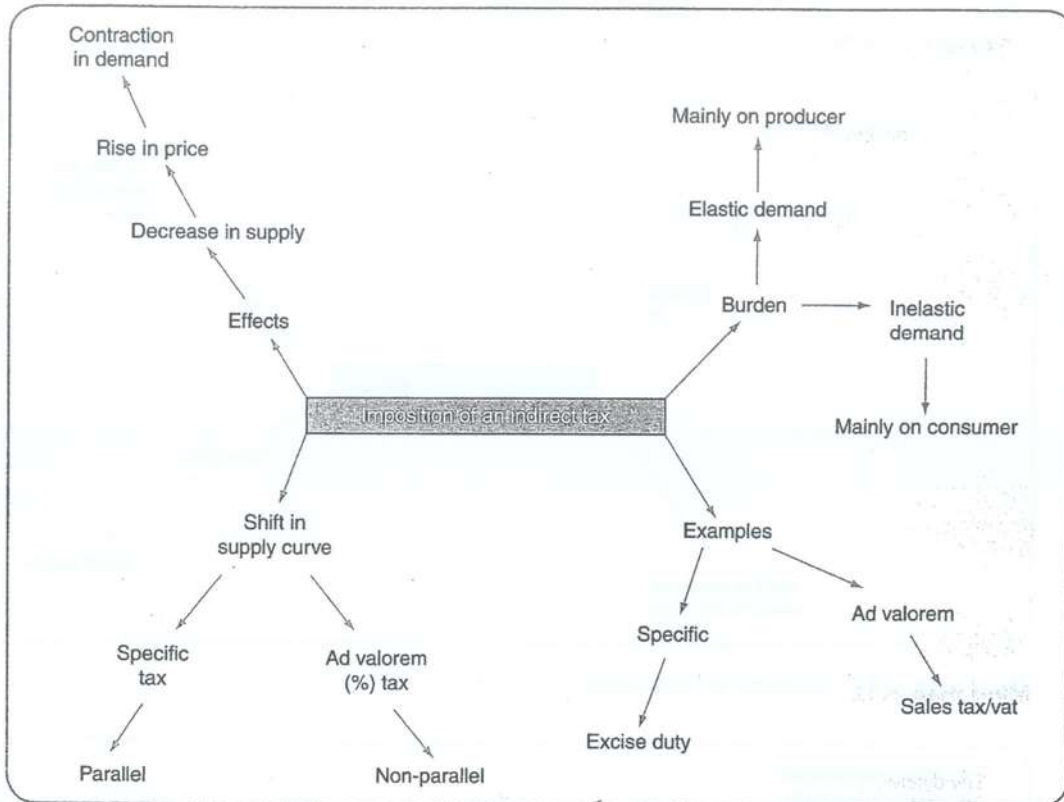 Contraction
in demand
Rise in price
Decrease in supply
Effects
Mainly on producer
Elastic demand
Burden
Inelastic
demand
Mainly on consumer
Imposition of an indirect tax
Shift in
supply curve
Specific
tax
Parallel
Ad valorem
(%) tax
Non-parallel
Examples
Specific
Excise duty
Ad valorem
Sales tax/vat